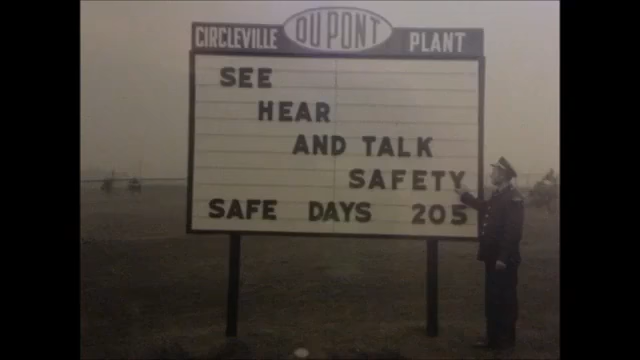 CIRCLEVILLE DU PONT PLANT
SEE
HEAR
AND TALK
SAFETY
SAFE DAYS 205